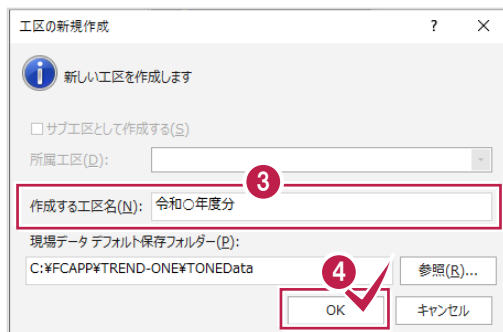 工区の新規作成 ? ×
新しい工区を作成します
サブ工区として作成する(S)
所属工区(D):
3
作成する工区名(N): 令和○年度分
現場データ デフォルト保存フォルダー(P):
C:¥FCAPP¥TREND-ONE¥TONEData 参照(R)...
4
OK キャンセル